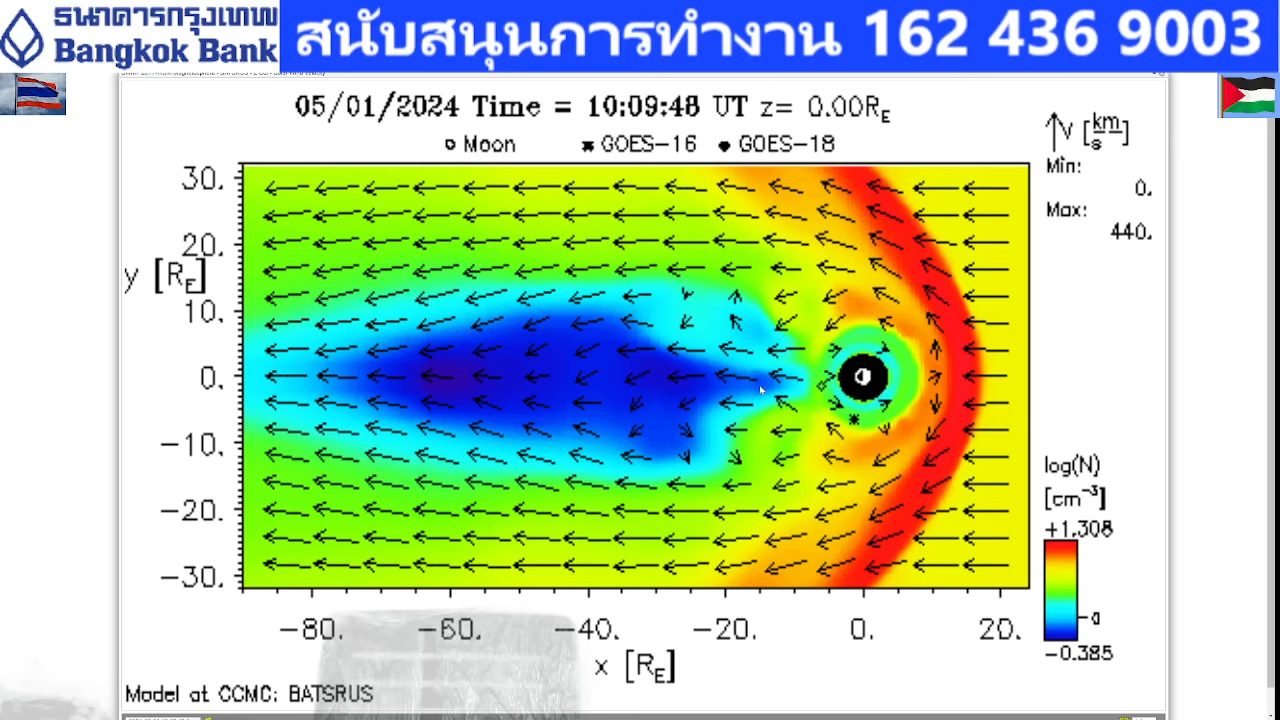 ธนาคารกรุงเทพ
Bangkok Bank
สนับสนุนการทำงาน 162 436 9003
05/01/2024 Time = 10:09:48 UT z= 0.00RE
Moon GOES-16 GOES-18
V [km/s]
Min:
0.
Max:
440.
y [RE]
30.
20.
10.
0.
-10.
-20.
-30.
-80. -60. -40. -20. 0. 20.
x [RE]
log(N)
[cm-3]
+1.308
0
-0.385
Model at CCMC: BATSRUS